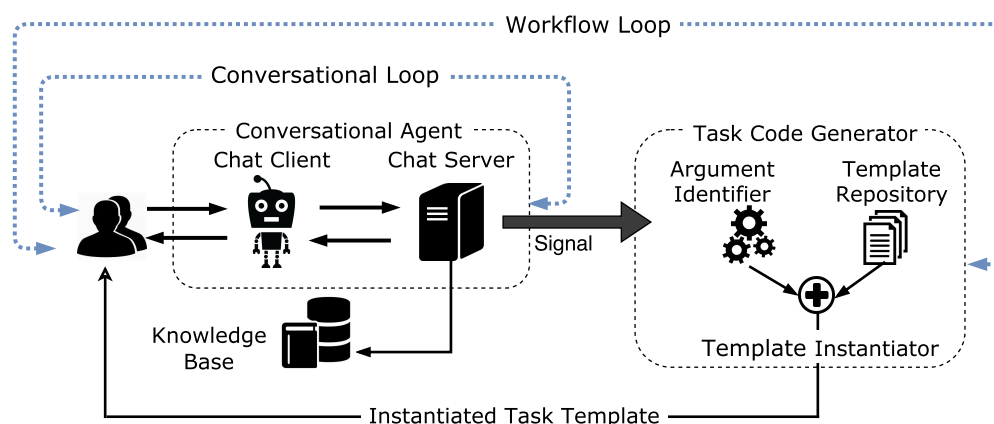 Workflow Loop
Conversational Loop
Conversational Agent
Task Code Generator
Chat Client
Chat Server
Argument
Identifier
Template
Repository
Signal
Knowledge
Base
Template Instantiator
Instantiated Task Template